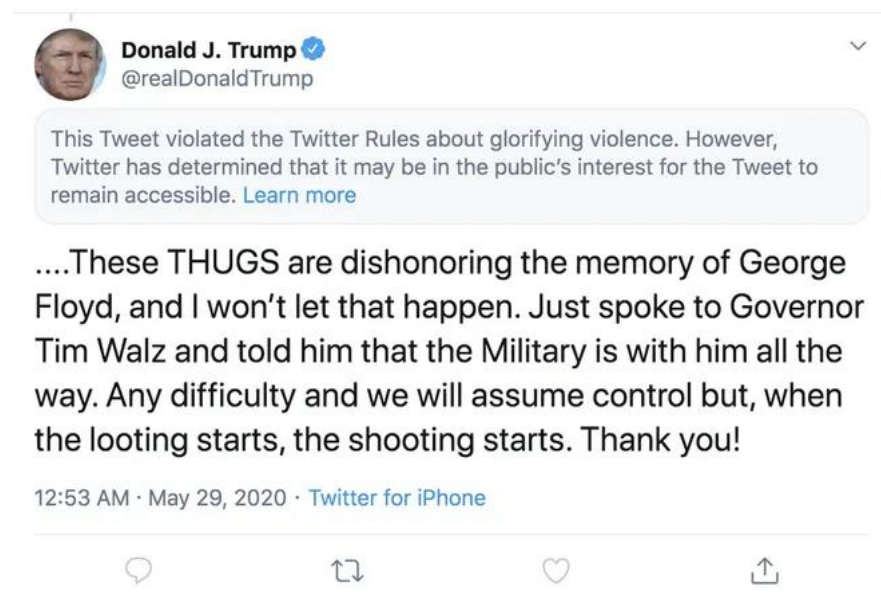 Donald J. Trump
@realDonaldTrump
This Tweet violated the Twitter Rules about glorifying violence. However,
Twitter has determined that it may be in the public’s interest for the Tweet to
remain accessible. Learn more
....These THUGS are dishonoring the memory of George
Floyd, and I won’t let that happen. Just spoke to Governor
Tim Walz and told him that the Military is with him all the
way. Any difficulty and we will assume control but, when
the looting starts, the shooting starts. Thank you!
12:53 AM · May 29, 2020 · Twitter for iPhone